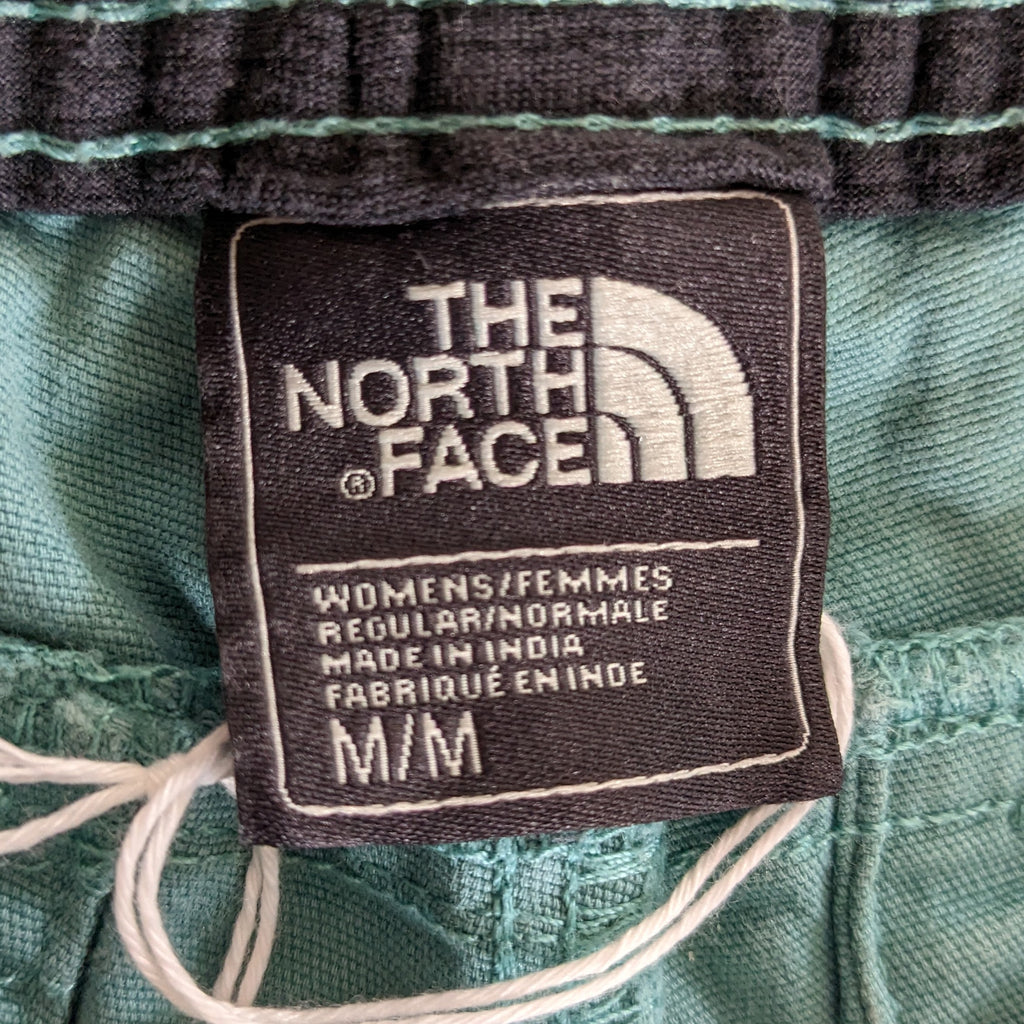 THE
NORTH
®FACE
WOMENS/FEMMES
REGULAR/NORMALE
MADE IN INDIA
FABRIQUÉ EN INDE
M/M